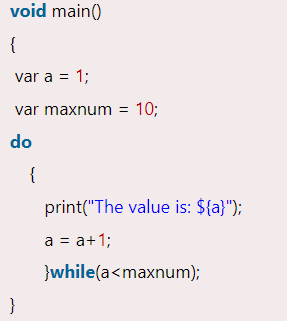 void main()
{
var a = 1;
var maxnum = 10;
do
{
print("The value is: ${a}");
a = a+1;
}while(a<maxnum);
}